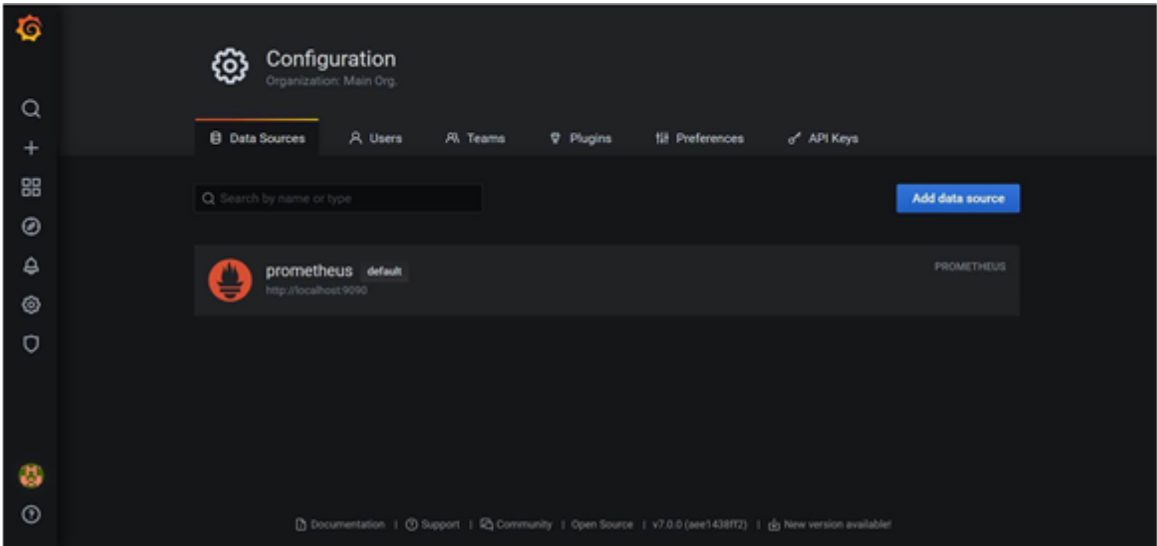 Configuration
Organization: Main Org.
Data Sources Users Teams Plugins Preferences API Keys
Search by name or type
Add data source
prometheus default
PROMETHEUS
http://localhost:9090
Documentation | Support | Community | Open Source | v7.0.0 (aee1438ff2) | New version available!